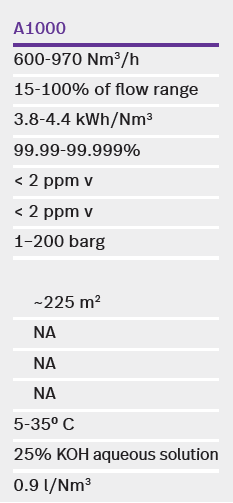 A1000
600-970 Nm³/h
15-100% of flow range
3.8-4.4 kWh/Nm³
99.99-99.999%
< 2 ppm v
< 2 ppm v
1–200 barg
~225 m²
NA
NA
NA
5-35º C
25% KOH aqueous solution
0.9 l/Nm³